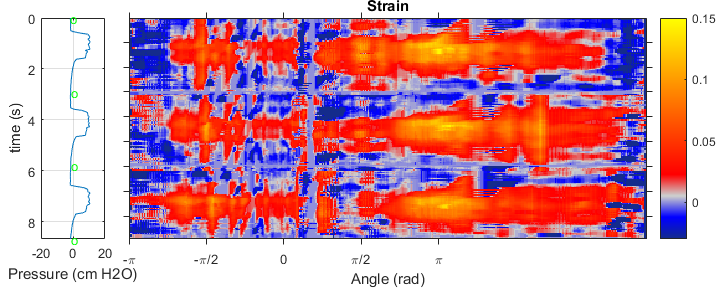 Strain
0
2
4
6
8
-20
0
20
Pressure (cm H2O)
time (s)
-π
-π/2
0
π/2
π
Angle (rad)
0.15
0.1
0.05
0